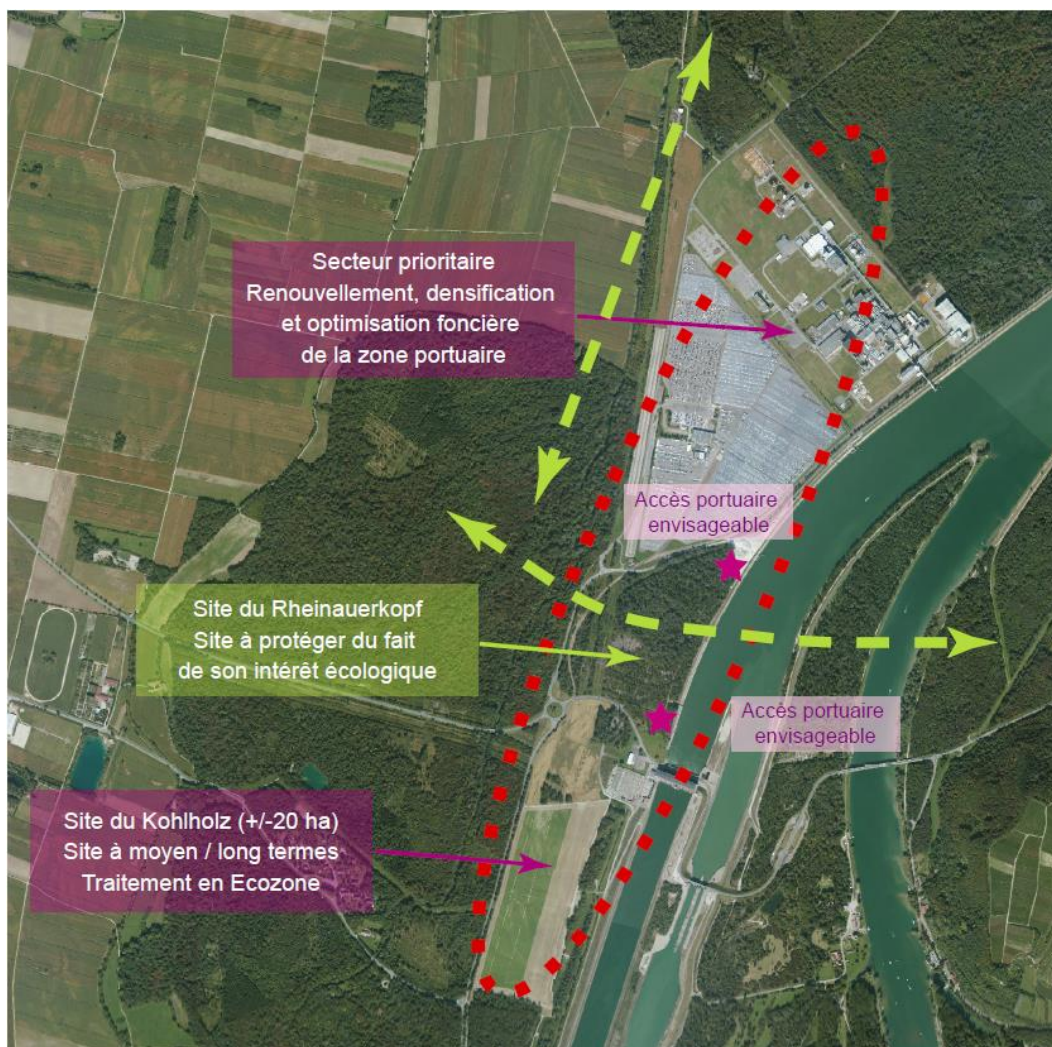 Secteur prioritaire
Renouvellement, densification
et optimisation foncière
de la zone portuaire
Accès portuaire
envisageable
Site du Rheinauerkopf
Site à protéger du fait
de son intérêt écologique
Accès portuaire
envisageable
Site du Kohlholz (+/-20 ha)
Site à moyen / long termes
Traitement en Ecozone